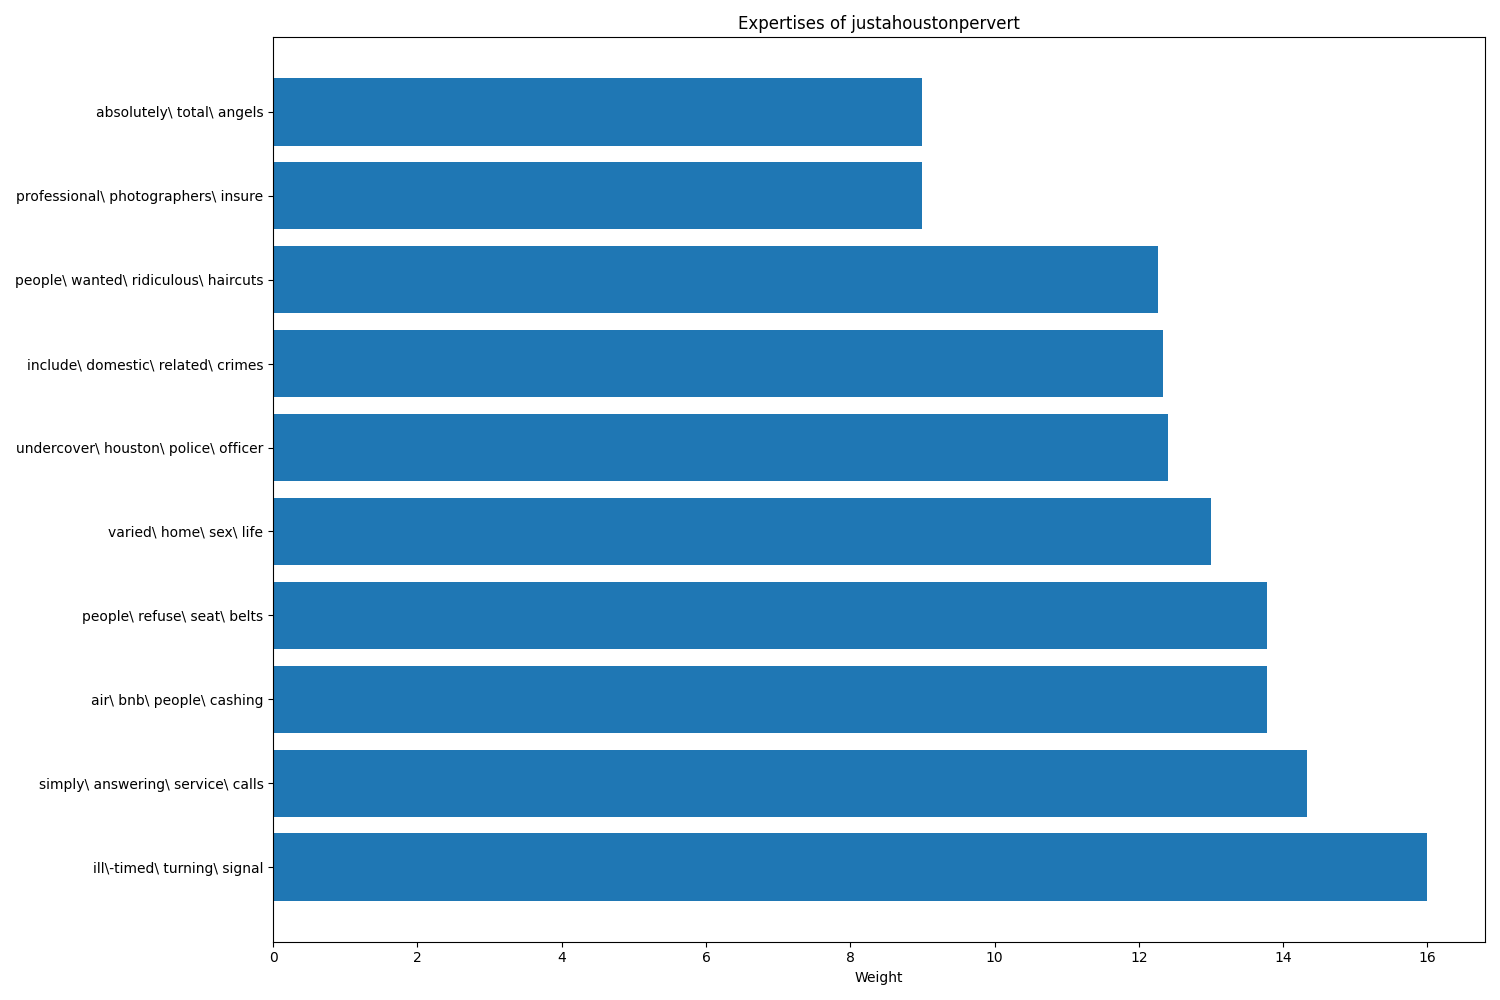 Expertises of justahoustonpervert
absolutely\ total\ angels
professional\ photographers\ insure
people\ wanted\ ridiculous\ haircuts
include\ domestic\ related\ crimes
undercover\ houston\ police\ officer
varied\ home\ sex\ life
people\ refuse\ seat\ belts
air\ bnb\ people\ cashing
simply\ answering\ service\ calls
ill\-timed\ turning\ signal
0 2 4 6 8 10 12 14 16
Weight